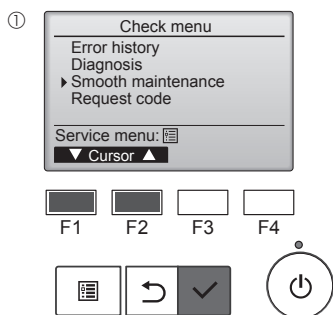 ①
Check menu
Error history
Diagnosis
Smooth maintenance
Request code
Service menu:
▼ Cursor ▲
F1 F2 F3 F4